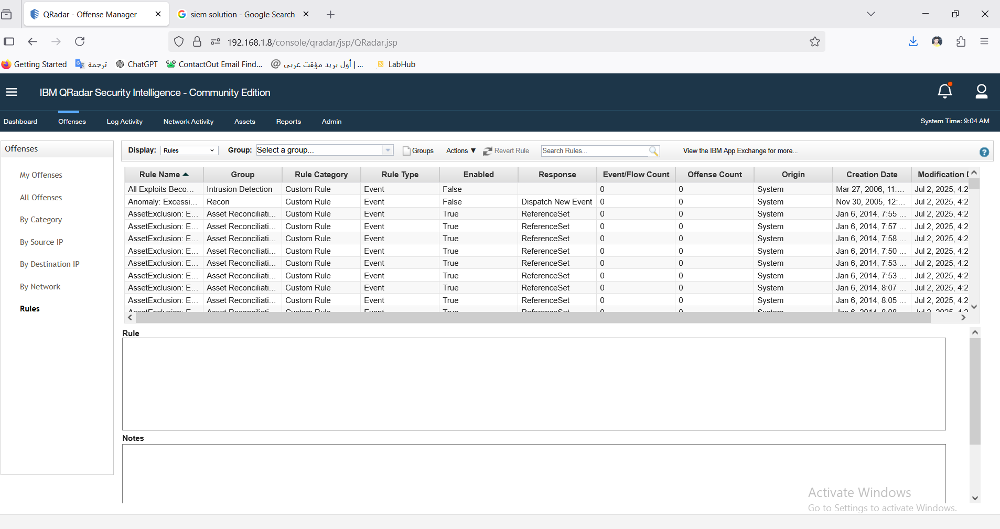 QRadar - Offense Manager
siem solution - Google Search
192.168.1.8/console/qradar/jsp/QRadar.jsp
Getting Started ترجمة ChatGPT ContactOut Email Find... أول بريد مؤقت عربي | ... LabHub
IBM QRadar Security Intelligence - Community Edition
Dashboard Offenses Log Activity Network Activity Assets Reports Admin System Time: 9:04 AM
Offenses
My Offenses
All Offenses
By Category
By Source IP
By Destination IP
By Network
Rules
Display: Rules Group: Select a group... Groups Actions ▼ Revert Rule Search Rules... View the IBM App Exchange for more... ?
Rule Name Group Rule Category Rule Type Enabled Response Event/Flow Count Offense Count Origin Creation Date Modification
All Exploits Beco... Intrusion Detection Custom Rule Event False 0 0 System Mar 27, 2006, 11:... Jul 2, 2025, 4:2
Anomaly: Excessi... Recon Custom Rule Event False Dispatch New Event 0 0 System Nov 30, 2005, 12:... Jul 2, 2025, 4:2
AssetExclusion: E... Asset Reconciliati... Custom Rule Event True ReferenceSet 0 0 System Jan 6, 2014, 7:55 ... Jul 2, 2025, 4:2
AssetExclusion: E... Asset Reconciliati... Custom Rule Event True ReferenceSet 0 0 System Jan 6, 2014, 7:57 ... Jul 2, 2025, 4:2
AssetExclusion: E... Asset Reconciliati... Custom Rule Event True ReferenceSet 0 0 System Jan 6, 2014, 7:58 ... Jul 2, 2025, 4:2
AssetExclusion: E... Asset Reconciliati... Custom Rule Event True ReferenceSet 0 0 System Jan 6, 2014, 7:50 ... Jul 2, 2025, 4:2
AssetExclusion: E... Asset Reconciliati... Custom Rule Event True ReferenceSet 0 0 System Jan 6, 2014, 7:53 ... Jul 2, 2025, 4:2
AssetExclusion: E... Asset Reconciliati... Custom Rule Event True ReferenceSet 0 0 System Jan 6, 2014, 7:53 ... Jul 2, 2025, 4:2
AssetExclusion: E... Asset Reconciliati... Custom Rule Event True ReferenceSet 0 0 System Jan 6, 2014, 8:07 ... Jul 2, 2025, 4:2
AssetExclusion: E... Asset Reconciliati... Custom Rule Event True ReferenceSet 0 0 System Jan 6, 2014, 8:05 ... Jul 2, 2025, 4:2
Rule
Notes
Activate Windows
Go to Settings to activate Windows.